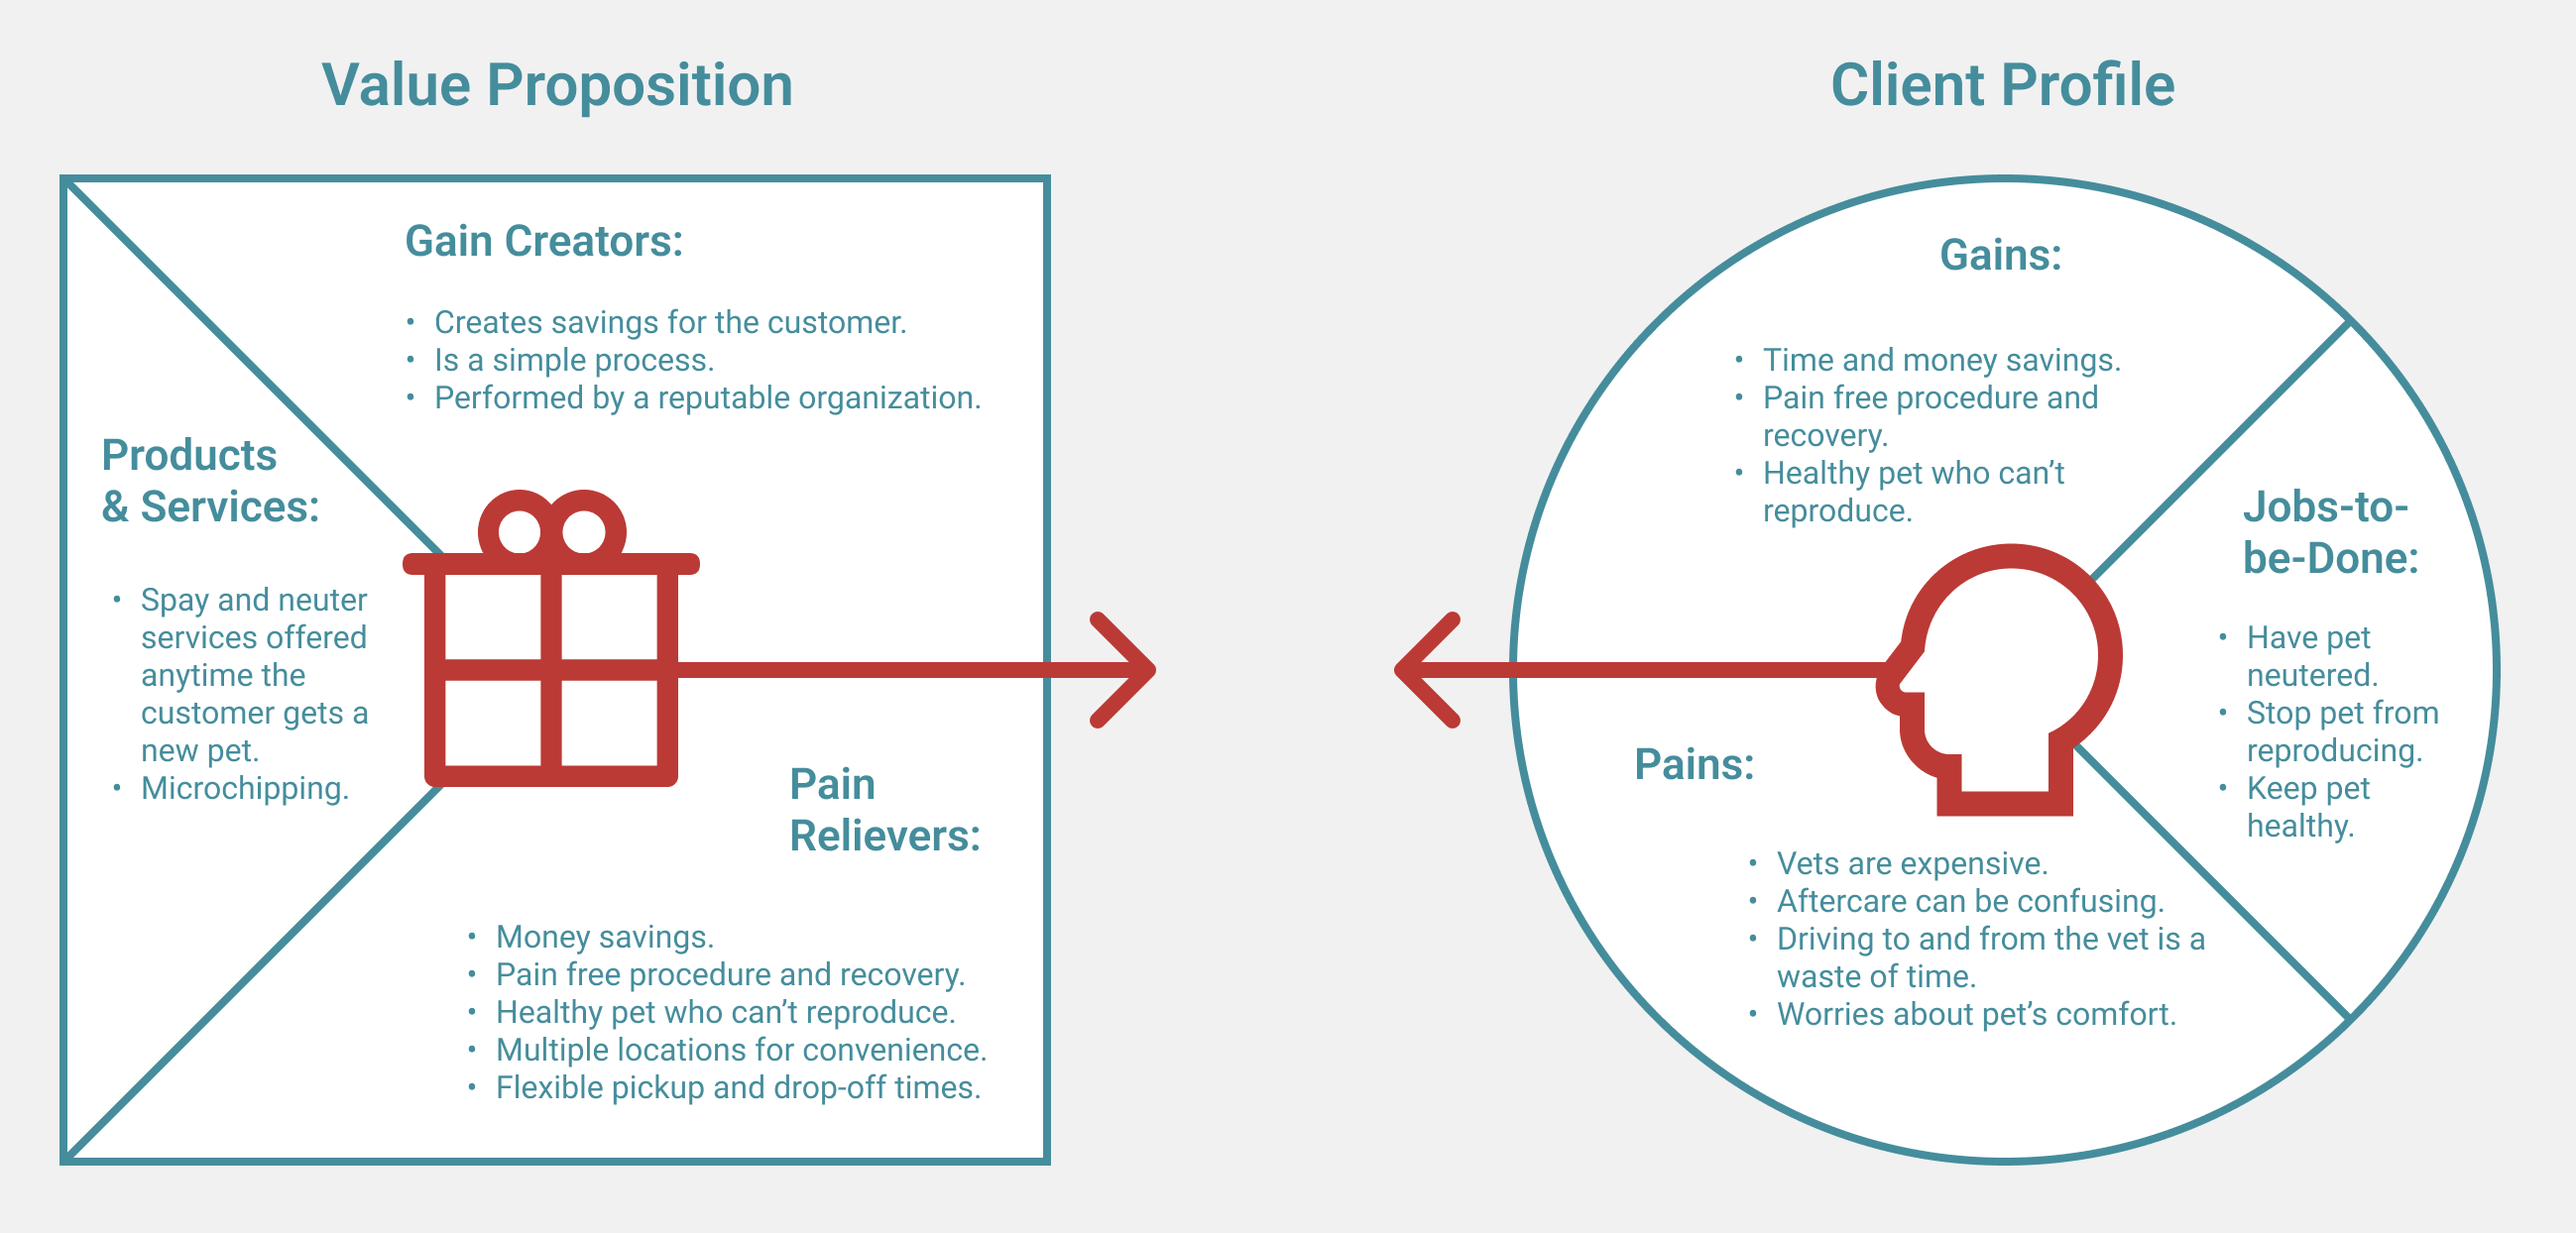 Value Proposition
Gain Creators:
• Creates savings for the customer.
• Is a simple process.
• Performed by a reputable organization.
Products
& Services:
• Spay and neuter
services offered
anytime the
customer gets a
new pet.
• Microchipping.
Pain
Relievers:
• Money savings.
• Pain free procedure and recovery.
• Healthy pet who can’t reproduce.
• Multiple locations for convenience.
• Flexible pickup and drop-off times.
Client Profile
Gains:
• Time and money savings.
• Pain free procedure and
recovery.
• Healthy pet who can’t
reproduce.
Jobs-to-
be-Done:
• Have pet
neutered.
• Stop pet from
reproducing.
• Keep pet
healthy.
Pains:
• Vets are expensive.
• Aftercare can be confusing.
• Driving to and from the vet is a
waste of time.
• Worries about pet’s comfort.